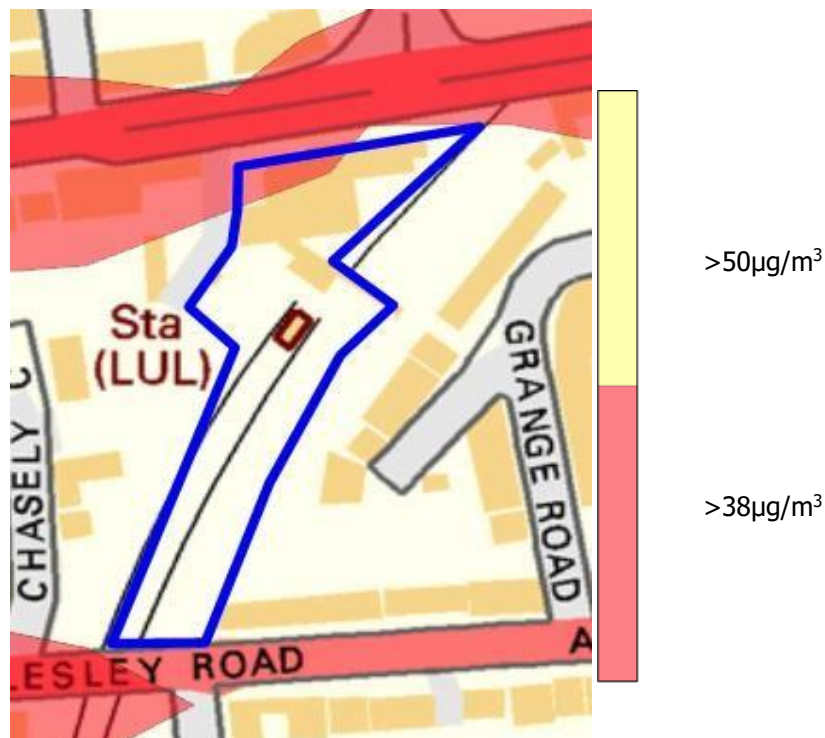 Sta
(LUL)
CHASELY C
GRANGE ROAD
LESLEY ROAD
A
>50µg/m³
>38µg/m³